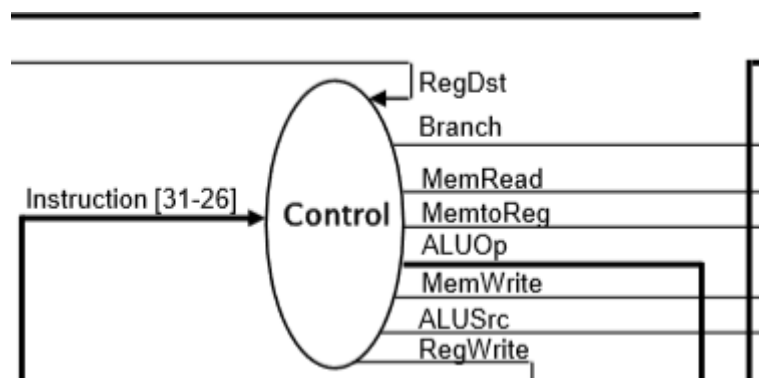 RegDst
Branch
MemRead
Instruction [31-26]
Control
MemtoReg
ALUOp
MemWrite
ALUSrc
RegWrite